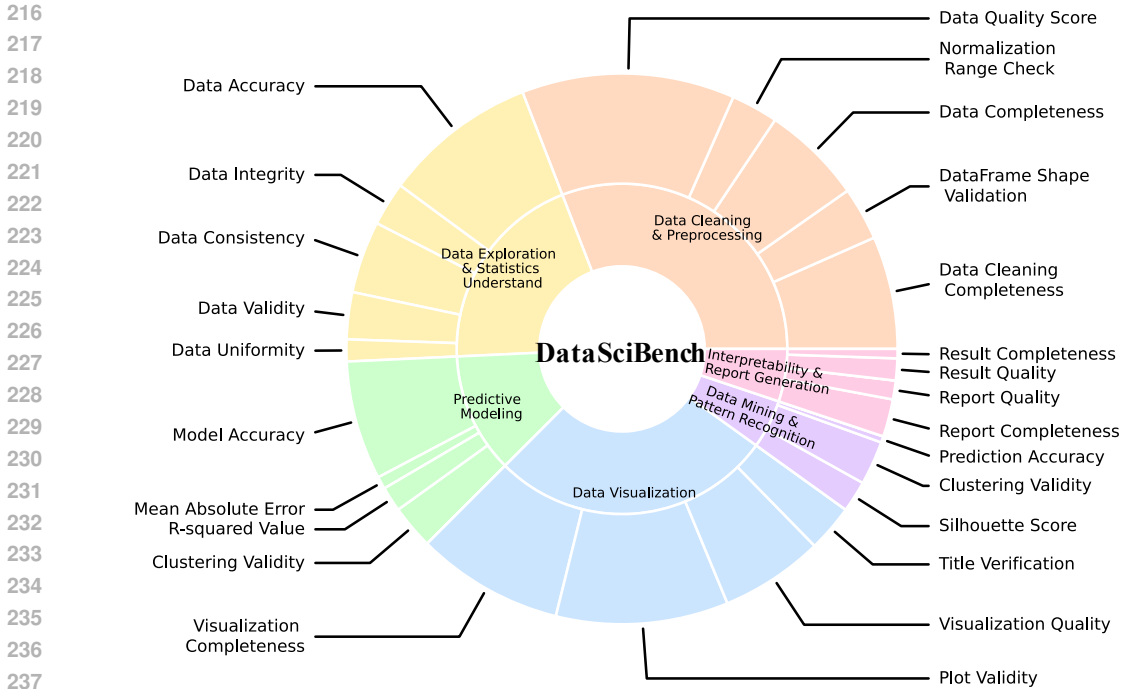 216
217
218
219
220
221
222
223
224
225
226
227
228
229
230
231
232
233
234
235
236
237
Data Accuracy
Data Integrity
Data Consistency
Data Validity
Data Uniformity
Model Accuracy
Mean Absolute Error
R-squared Value
Clustering Validity
Visualization
Completeness
Data Cleaning
& Preprocessing
Data Exploration
& Statistics
Understand
DataSciBench
Interpretability &
Report Generation
Data Mining &
Pattern Recognition
Predictive
Modeling
Data Visualization
Data Quality Score
Normalization
Range Check
Data Completeness
DataFrame Shape
Validation
Data Cleaning
Completeness
Result Completeness
Result Quality
Report Quality
Report Completeness
Prediction Accuracy
Clustering Validity
Silhouette Score
Title Verification
Visualization Quality
Plot Validity